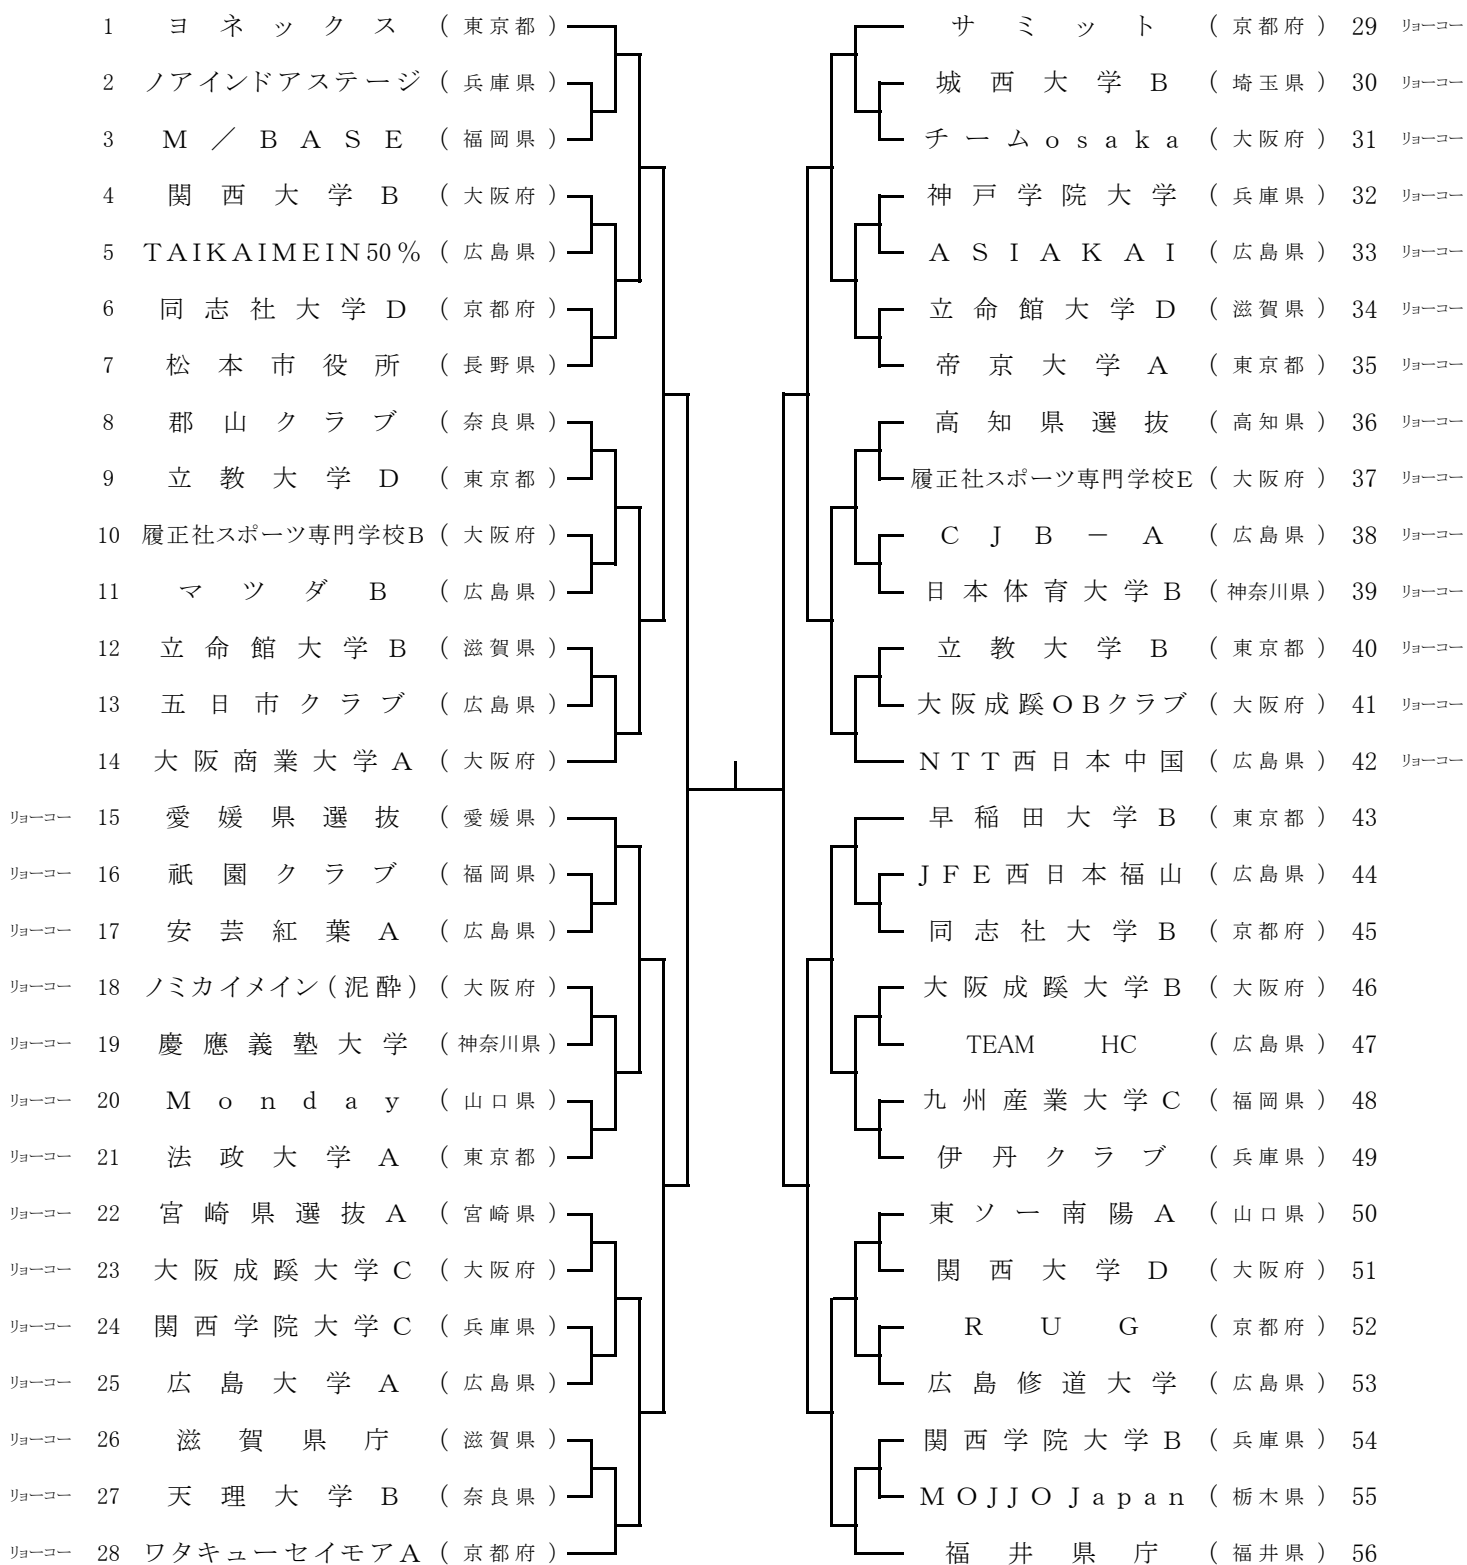 1 ヨネックス (東京都) サミット (京都府) 29 リョーコー
2 ノアインドアステージ (兵庫県) 城西大学B (埼玉県) 30 リョーコー
3 M/BASE (福岡県) チームosaka (大阪府) 31 リョーコー
4 関西大学B (大阪府) 神戸学院大学 (兵庫県) 32 リョーコー
5 TAIKAIMEIN50% (広島県) ASIAKAI (広島県) 33 リョーコー
6 同志社大学D (京都府) 立命館大学D (滋賀県) 34 リョーコー
7 松本市役所 (長野県) 帝京大学A (東京都) 35 リョーコー
8 郡山クラブ (奈良県) 高知県選抜 (高知県) 36 リョーコー
9 立教大学D (東京都) 履正社スポーツ専門学校E (大阪府) 37 リョーコー
10 履正社スポーツ専門学校B (大阪府) CJB-A (広島県) 38 リョーコー
11 マツダB (広島県) 日本体育大学B (神奈川県) 39 リョーコー
12 立命館大学B (滋賀県) 立教大学B (東京都) 40 リョーコー
13 五日市クラブ (広島県) 大阪成蹊OBクラブ (大阪府) 41 リョーコー
14 大阪商業大学A (大阪府) NTT西日本中国 (広島県) 42 リョーコー
リョーコー 15 愛媛県選抜 (愛媛県) 早稲田大学B (東京都) 43
リョーコー 16 祇園クラブ (福岡県) JFE西日本福山 (広島県) 44
リョーコー 17 安芸紅葉A (広島県) 同志社大学B (京都府) 45
リョーコー 18 ノミカイメイン(泥酔) (大阪府) 大阪成蹊大学B (大阪府) 46
リョーコー 19 慶應義塾大学 (神奈川県) TEAM HC (広島県) 47
リョーコー 20 Monday (山口県) 九州産業大学C (福岡県) 48
リョーコー 21 法政大学A (東京都) 伊丹クラブ (兵庫県) 49
リョーコー 22 宮崎県選抜A (宮崎県) 東ソー南陽A (山口県) 50
リョーコー 23 大阪成蹊大学C (大阪府) 関西大学D (大阪府) 51
リョーコー 24 関西学院大学C (兵庫県) RUG (京都府) 52
リョーコー 25 広島大学A (広島県) 広島修道大学 (広島県) 53
リョーコー 26 滋賀県庁 (滋賀県) 関西学院大学B (兵庫県) 54
リョーコー 27 天理大学B (奈良県) MOJJO Japan (栃木県) 55
リョーコー 28 ワタキューセイモアA (京都府) 福井県庁 (福井県) 56